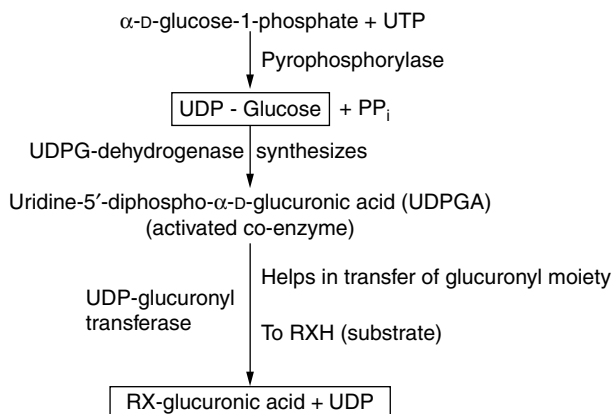 α-D-glucose-1-phosphate + UTP
Pyrophosphorylase
UDP - Glucose + PPi
UDPG-dehydrogenase synthesizes
Uridine-5′-diphospho-α-D-glucuronic acid (UDPGA)
(activated co-enzyme)
Helps in transfer of glucuronyl moiety
UDP-glucuronyl
transferase
To RXH (substrate)
RX-glucuronic acid + UDP